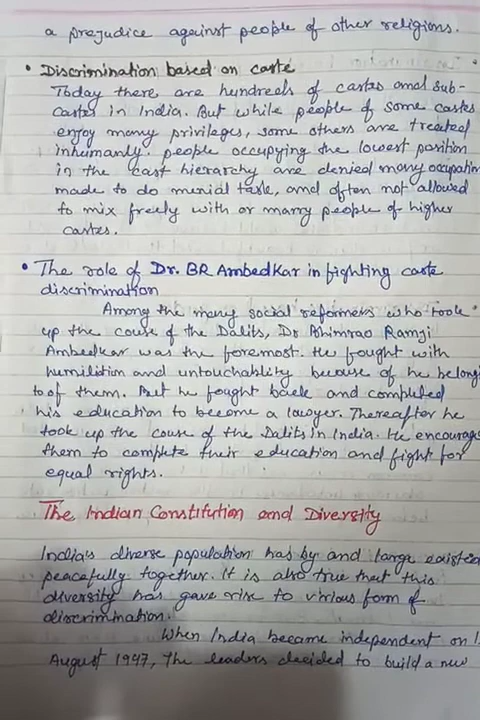 a prejudice against people of other religions.
• Discrimination based on caste
Today there are hundreels of castes and sub-
castes in India. But while people of some castes
enjoy many privileges, some others are treated
inhumanly. people occupying the lowest position
in the cast hierarchy are denied many ocupation
made to do menial task, and often not allowed
to mix freely with or marry people of higher
castes.
• The role of Dr. BR Ambedkar in fighting caste
discrimination
Among the many social reformers who took
up the couse of the Dalits, Dr Bhimrao Ramji
Ambedkar was the foremost. He fought with
humilition and untouchablity becuose of he belong
to of them. But he fought back and completed
his education to become a lawyer. Thereafter he
took up the couse of the Dalits in India. He encourage
them to complete their education and fight for
equal rights.
The Indian Constitution and Diversity
India's diverse population has by and large existed
peacefully together. It is also true that this
diversity has gave rise to virious form of
discrimination.
When India became independent on 1
August 1947, The leaders decided to build a new